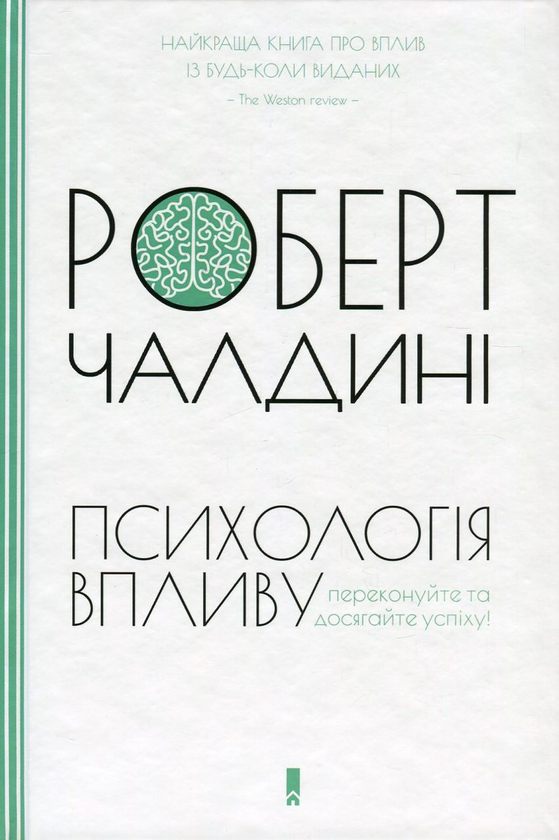 НАЙКРАЩА КНИГА ПРО ВПЛИВ
ІЗ БУДЬ-КОЛИ ВИДАНИХ
– The Weston review –
РОБЕРТ
ЧАЛДИНІ
ПСИХОЛОГІЯ
ВПЛИВУ
переконуйте та
досягайте успіху!